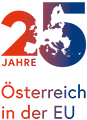 25
JAHRE
Österreich
in der EU